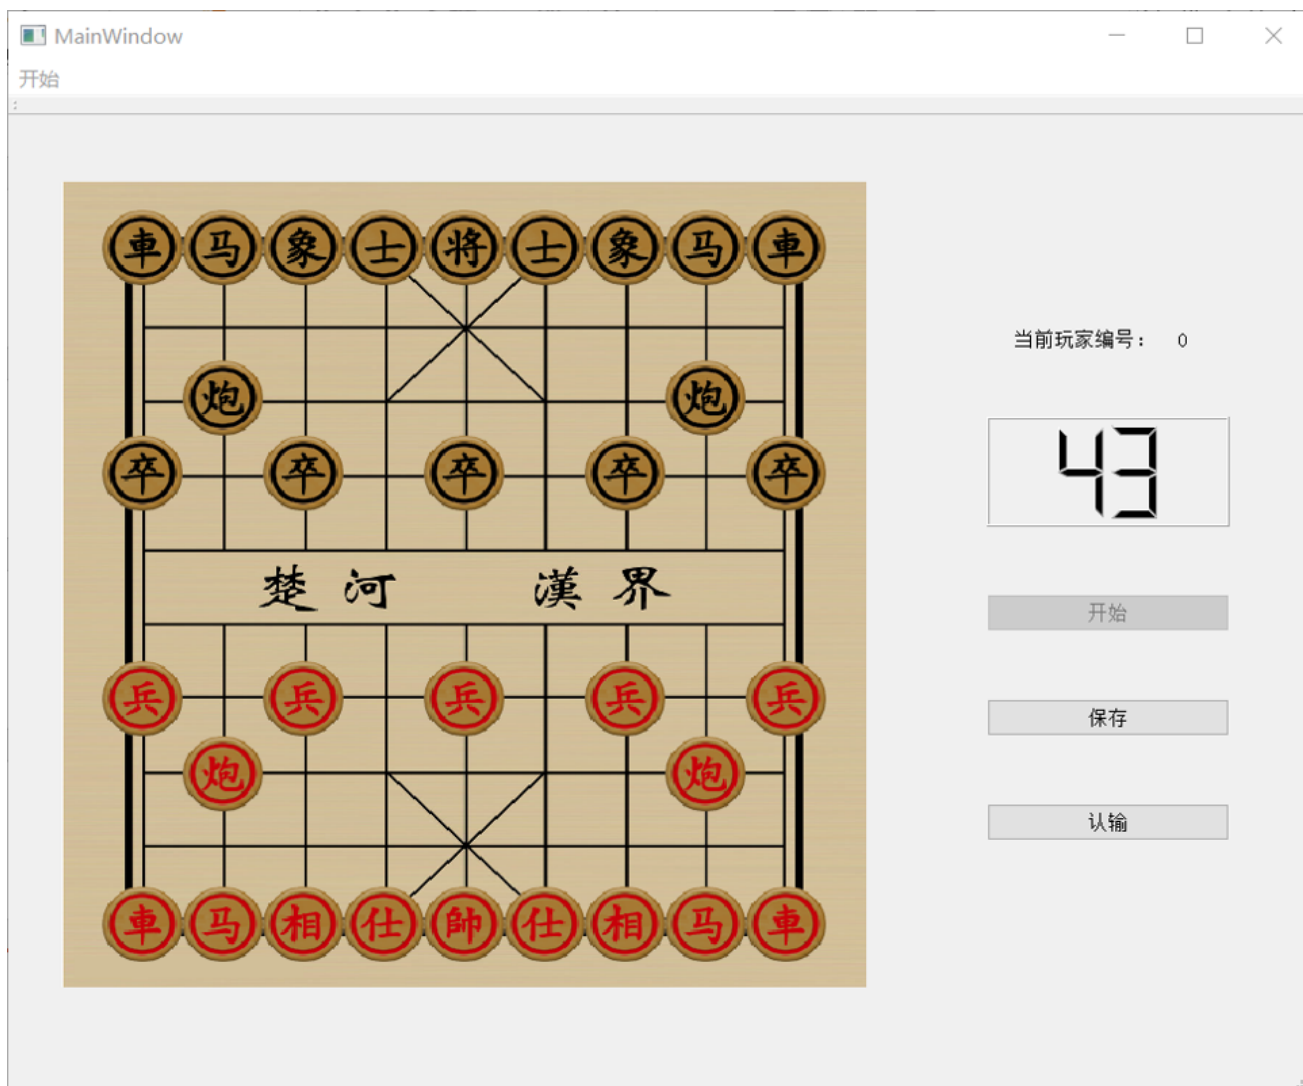 MainWindow
开始
車马象士将士象马車
炮 炮
卒 卒 卒 卒 卒
楚河 漢界
兵 兵 兵 兵 兵
炮 炮
車马相仕帥仕相马車
当前玩家编号: 0
43
开始
保存
认输